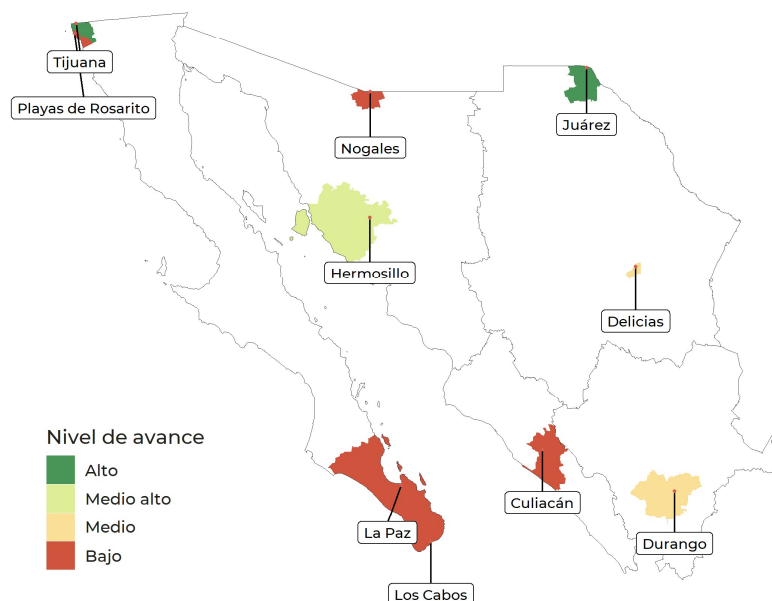 Tijuana
Playas de Rosarito
Nogales
Juárez
Hermosillo
Delicias
Nivel de avance
Alto
Medio alto
Medio
Bajo
La Paz
Culiacán
Durango
Los Cabos